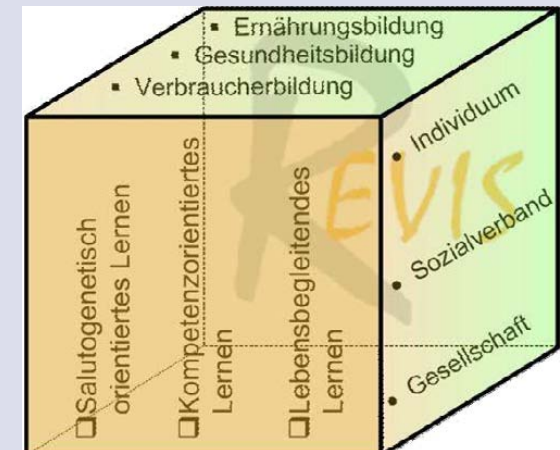 ▪ Ernährungsbildung
▪ Gesundheitsbildung
▪ Verbraucherbildung
❑Salutogenetisch
orientiertes Lernen
❑Kompetenzorientiertes
Lernen
❑Lebensbegleitendes
Lernen
• Individuum
• Sozialverband
• Gesellschaft
REVIS